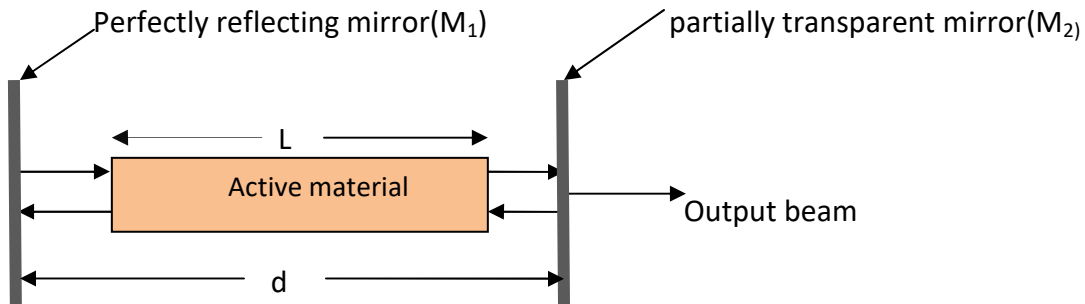 Perfectly reflecting mirror(M₁)
partially transparent mirror(M₂)
L
Active material
Output beam
d